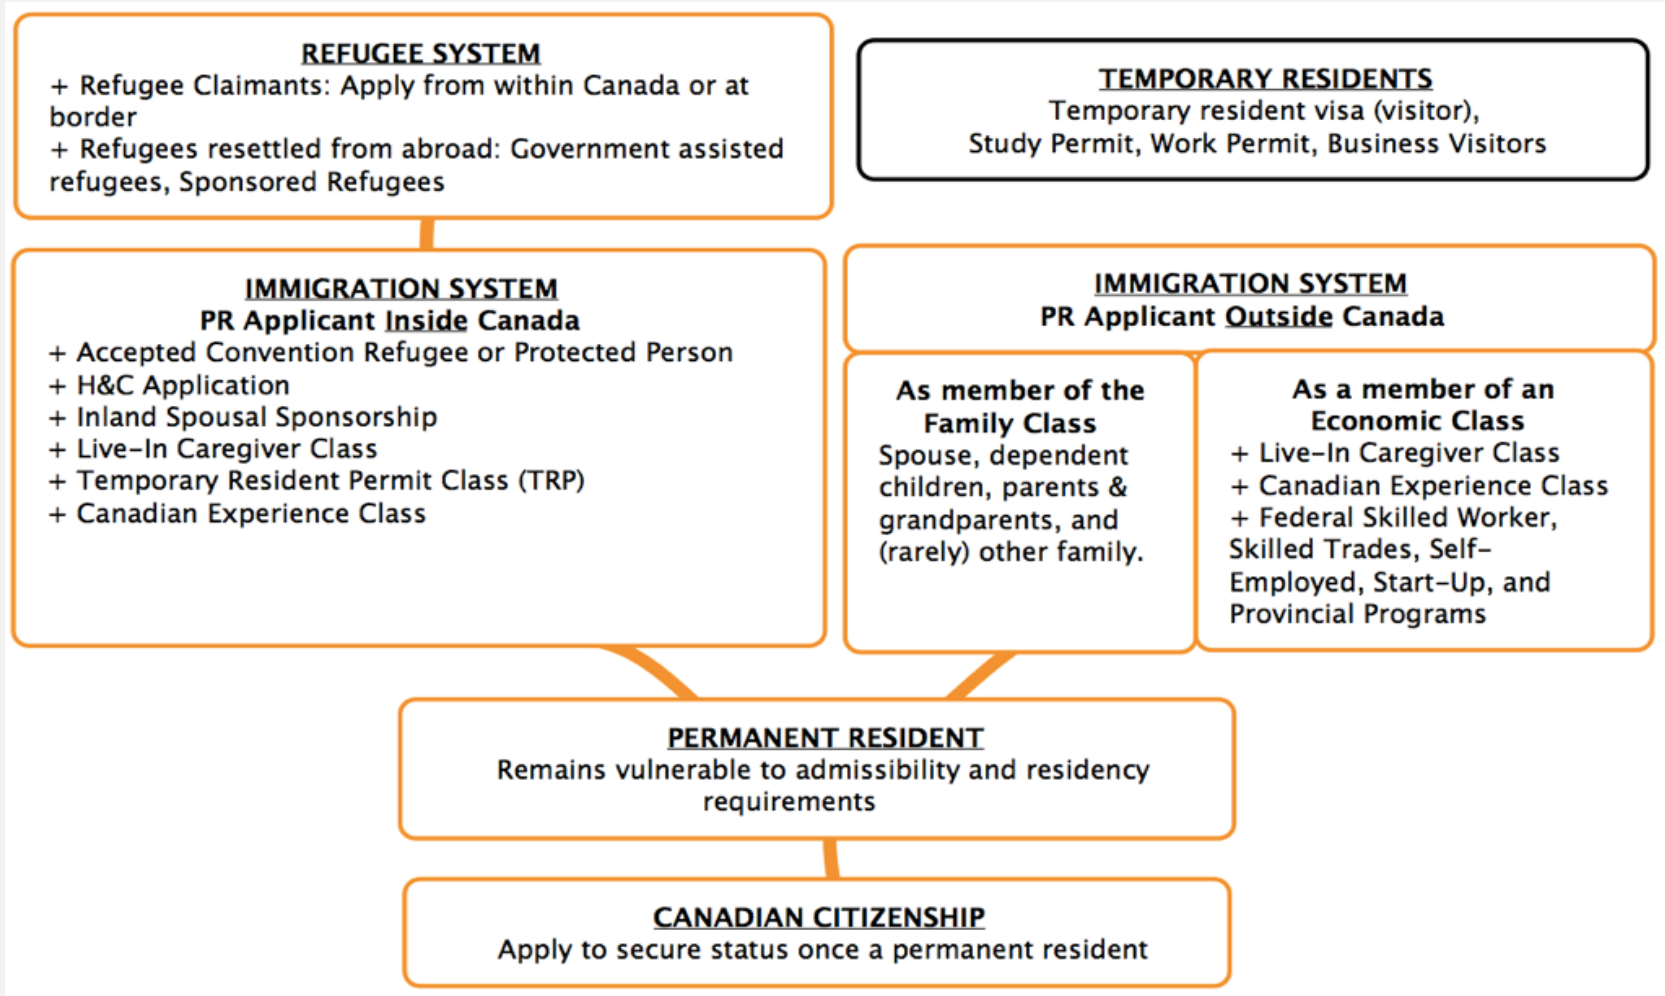 REFUGEE SYSTEM
+ Refugee Claimants: Apply from within Canada or at
border
+ Refugees resettled from abroad: Government assisted
refugees, Sponsored Refugees
TEMPORARY RESIDENTS
Temporary resident visa (visitor),
Study Permit, Work Permit, Business Visitors
IMMIGRATION SYSTEM
PR Applicant Inside Canada
+ Accepted Convention Refugee or Protected Person
+ H&C Application
+ Inland Spousal Sponsorship
+ Live-In Caregiver Class
+ Temporary Resident Permit Class (TRP)
+ Canadian Experience Class
IMMIGRATION SYSTEM
PR Applicant Outside Canada
As member of the
Family Class
Spouse, dependent
children, parents &
grandparents, and
(rarely) other family.
As a member of an
Economic Class
+ Live-In Caregiver Class
+ Canadian Experience Class
+ Federal Skilled Worker,
Skilled Trades, Self-
Employed, Start-Up, and
Provincial Programs
PERMANENT RESIDENT
Remains vulnerable to admissibility and residency
requirements
CANADIAN CITIZENSHIP
Apply to secure status once a permanent resident